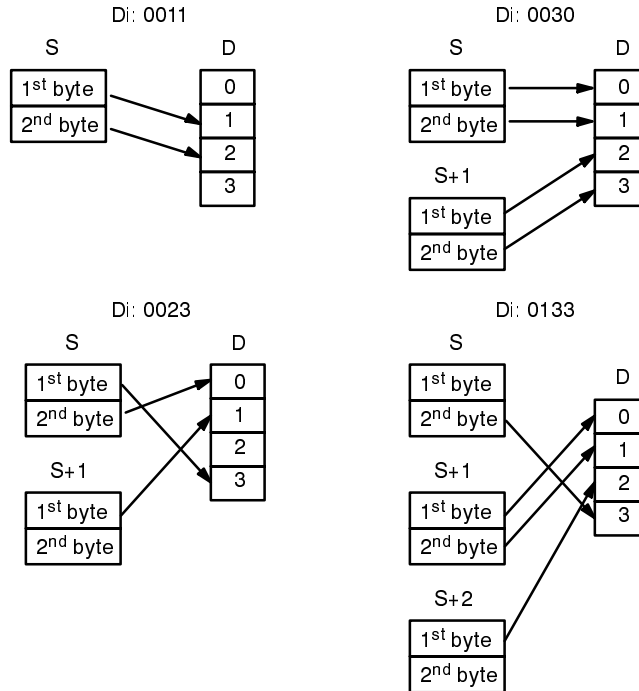 Di: 0011
S
D
1st byte
2nd byte
0
1
2
3
Di: 0030
S
D
1st byte
2nd byte
S+1
1st byte
2nd byte
0
1
2
3
Di: 0023
S
D
1st byte
2nd byte
S+1
1st byte
2nd byte
0
1
2
3
Di: 0133
S
D
1st byte
2nd byte
S+1
1st byte
2nd byte
S+2
1st byte
2nd byte
0
1
2
3